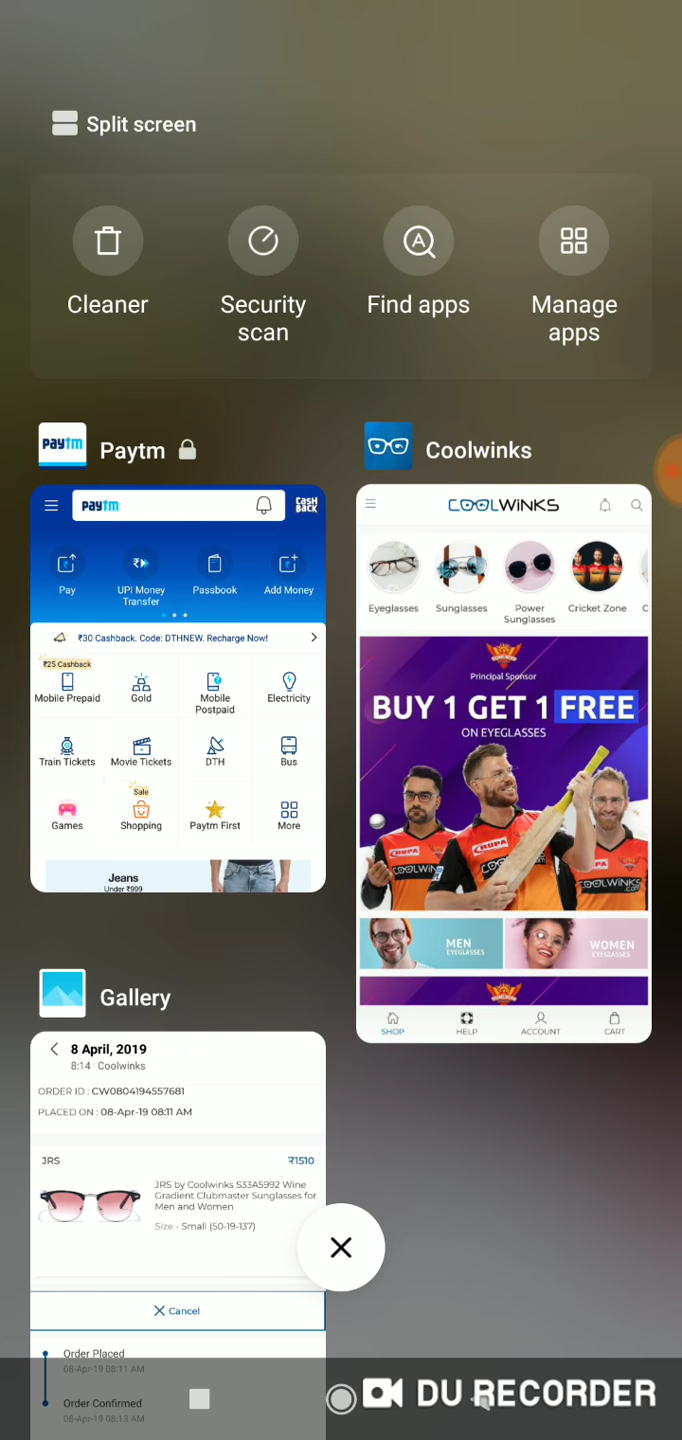 Split screen
Cleaner
Security
scan
Find apps
Manage
apps
paytm
Paytm
Coolwinks
paytm
CASH
BACK
Pay
UPI Money
Transfer
Passbook
Add Money
₹30 Cashback. Code: DTHNEW. Recharge Now!
₹25 Cashback
Mobile Prepaid
Gold
Mobile
Postpaid
Electricity
Train Tickets
Movie Tickets
DTH
Bus
Sale
Games
Shopping
Paytm First
More
Jeans
Under ₹999
COOLWINKS
Eyeglasses
Sunglasses
Power
Sunglasses
Cricket Zone
C
Principal Sponsor
BUY 1 GET 1 FREE
ON EYEGLASSES
CHIPA
COOLWINKS
.com
MEN
EYEGLASSES
WOMEN
EYEGLASSES
SHOP
HELP
ACCOUNT
CART
Gallery
8 April, 2019
8:14 | Coolwinks
ORDER ID : CW0804194557681
PLACED ON : 08-Apr-19 08:11 AM
JRS
₹1510
JRS by Coolwinks S33A5992 Wine
Gradient Clubmaster Sunglasses for
Men and Women
Size - Small (50-19-137)
Cancel
Order Placed
08-Apr-19 08:11 AM
Order Confirmed
08-Apr-19 08:13 AM
DU RECORDER